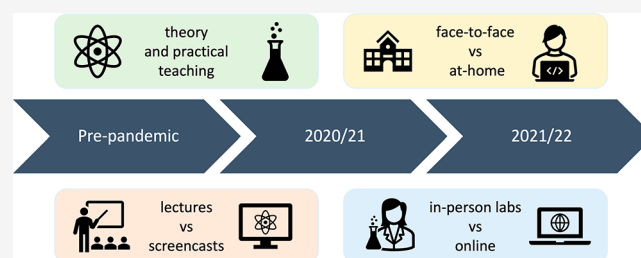 theory
and practical
teaching
face-to-face
vs
at-home
</>
Pre-pandemic
2020/21
2021/22
lectures
vs
screencasts
in-person labs
vs
online